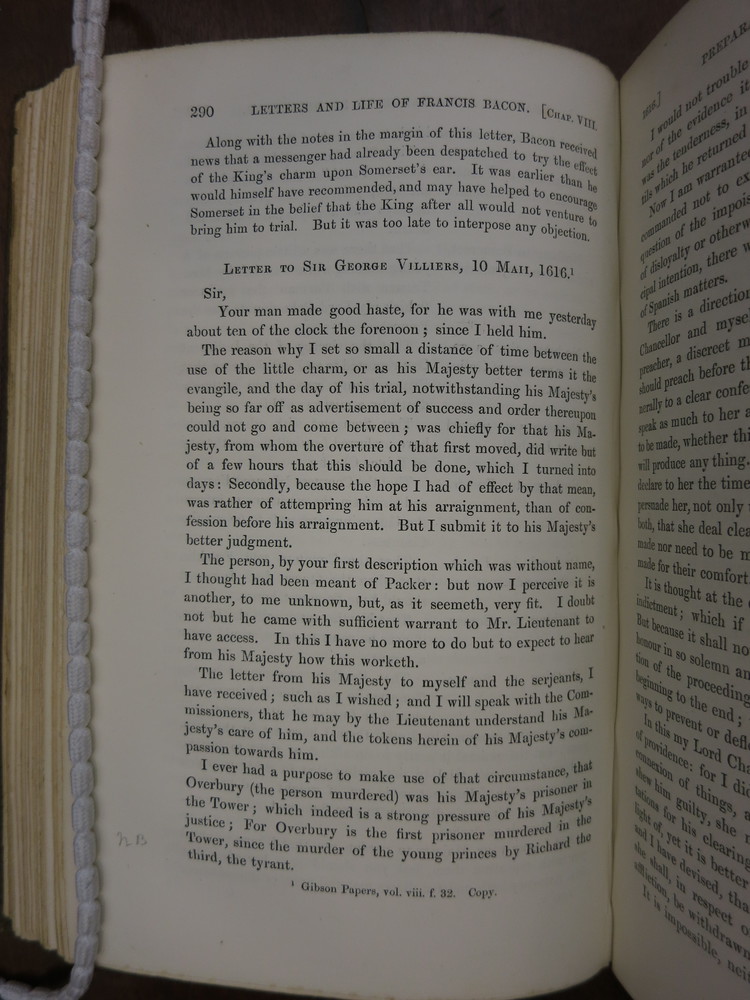 290 LETTERS AND LIFE OF FRANCIS BACON. [CHAP. VIII.
Along with the notes in the margin of this letter, Bacon received
news that a messenger had already been despatched to try the effect
of the King's charm upon Somerset's ear. It was earlier than he
would himself have recommended, and may have helped to encourage
Somerset in the belief that the King after all would not venture to
bring him to trial. But it was too late to interpose any objection.
LETTER TO SIR GEORGE VILLIERS, 10 MAII, 1616.¹
Sir,
Your man made good haste, for he was with me yesterday
about ten of the clock the forenoon; since I held him.
The reason why I set so small a distance of time between the
use of the little charm, or as his Majesty better terms it the
evangile, and the day of his trial, notwithstanding his Majesty's
being so far off as advertisement of success and order thereupon
could not go and come between; was chiefly for that his Ma-
jesty, from whom the overture of that first moved, did write but
of a few hours that this should be done, which I turned into
days: Secondly, because the hope I had of effect by that mean,
was rather of attempring him at his arraignment, than of con-
fession before his arraignment. But I submit it to his Majesty's
better judgment.
The person, by your first description which was without name,
I thought had been meant of Packer: but now I perceive it is
another, to me unknown, but, as it seemeth, very fit. I doubt
not but he came with sufficient warrant to Mr. Lieutenant to
have access. In this I have no more to do but to expect to hear
from his Majesty how this worketh.
The letter from his Majesty to myself and the serjeants, I
have received; such as I wished; and I will speak with the Com-
missioners, that he may by the Lieutenant understand his Ma-
jesty's care of him, and the tokens herein of his Majesty's com-
passion towards him.
I ever had a purpose to make use of that circumstance, that
Overbury (the person murdered) was his Majesty's prisoner in
the Tower; which indeed is a strong pressure of his Majesty's
justice; For Overbury is the first prisoner murdered in the
Tower, since the murder of the young princes by Richard the
third, the tyrant.
NB
¹ Gibson Papers, vol. viii. f. 32. Copy.
1616.]
I would not trouble
nor of the evidence
was the tenderness, in
which he returned
Now I am warrante
commanded not to ex
question of the impois
of disloyalty or otherw
cipal intention, there w
of Spanish matters.
There is a direction
Chancellor and mysel
preacher, a discreet m
should preach before th
nerally to a clear confe
speak as much to her a
to be made, whether thi
will produce any thing.
declare to her the time
persuade her, not only
both, that she deal clea
made nor need to be m
made for their comfort
It is thought at the
indictment; which if
But because it shall no
honour in so solemn an
tion of the proceeding
beginning to the end;
ways to prevent or defle
In this my Lord Cha
of providence: for I did
connexion of things, a
shew him guilty, she
for his clearing
yet it is better
and I have devised, tha
she shall, in respect o
affliction, be withdrawn
It is impossible, nei